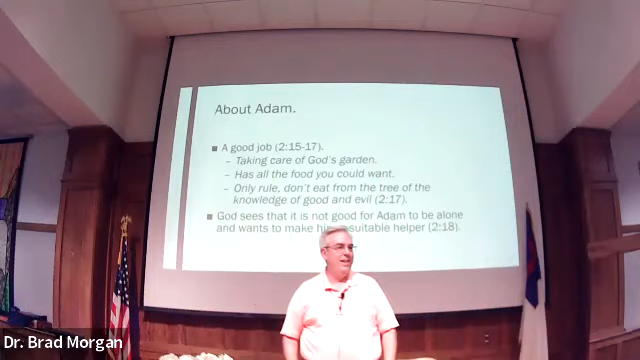 About Adam.
■ A good job (2:15-17).
– Taking care of God's garden.
– Has all the food you could want.
– Only rule, don't eat from the tree of the
knowledge of good and evil (2:17).
■ God sees that it is not good for Adam to be alone
and wants to make suitable helper (2:18).
Dr. Brad Morgan